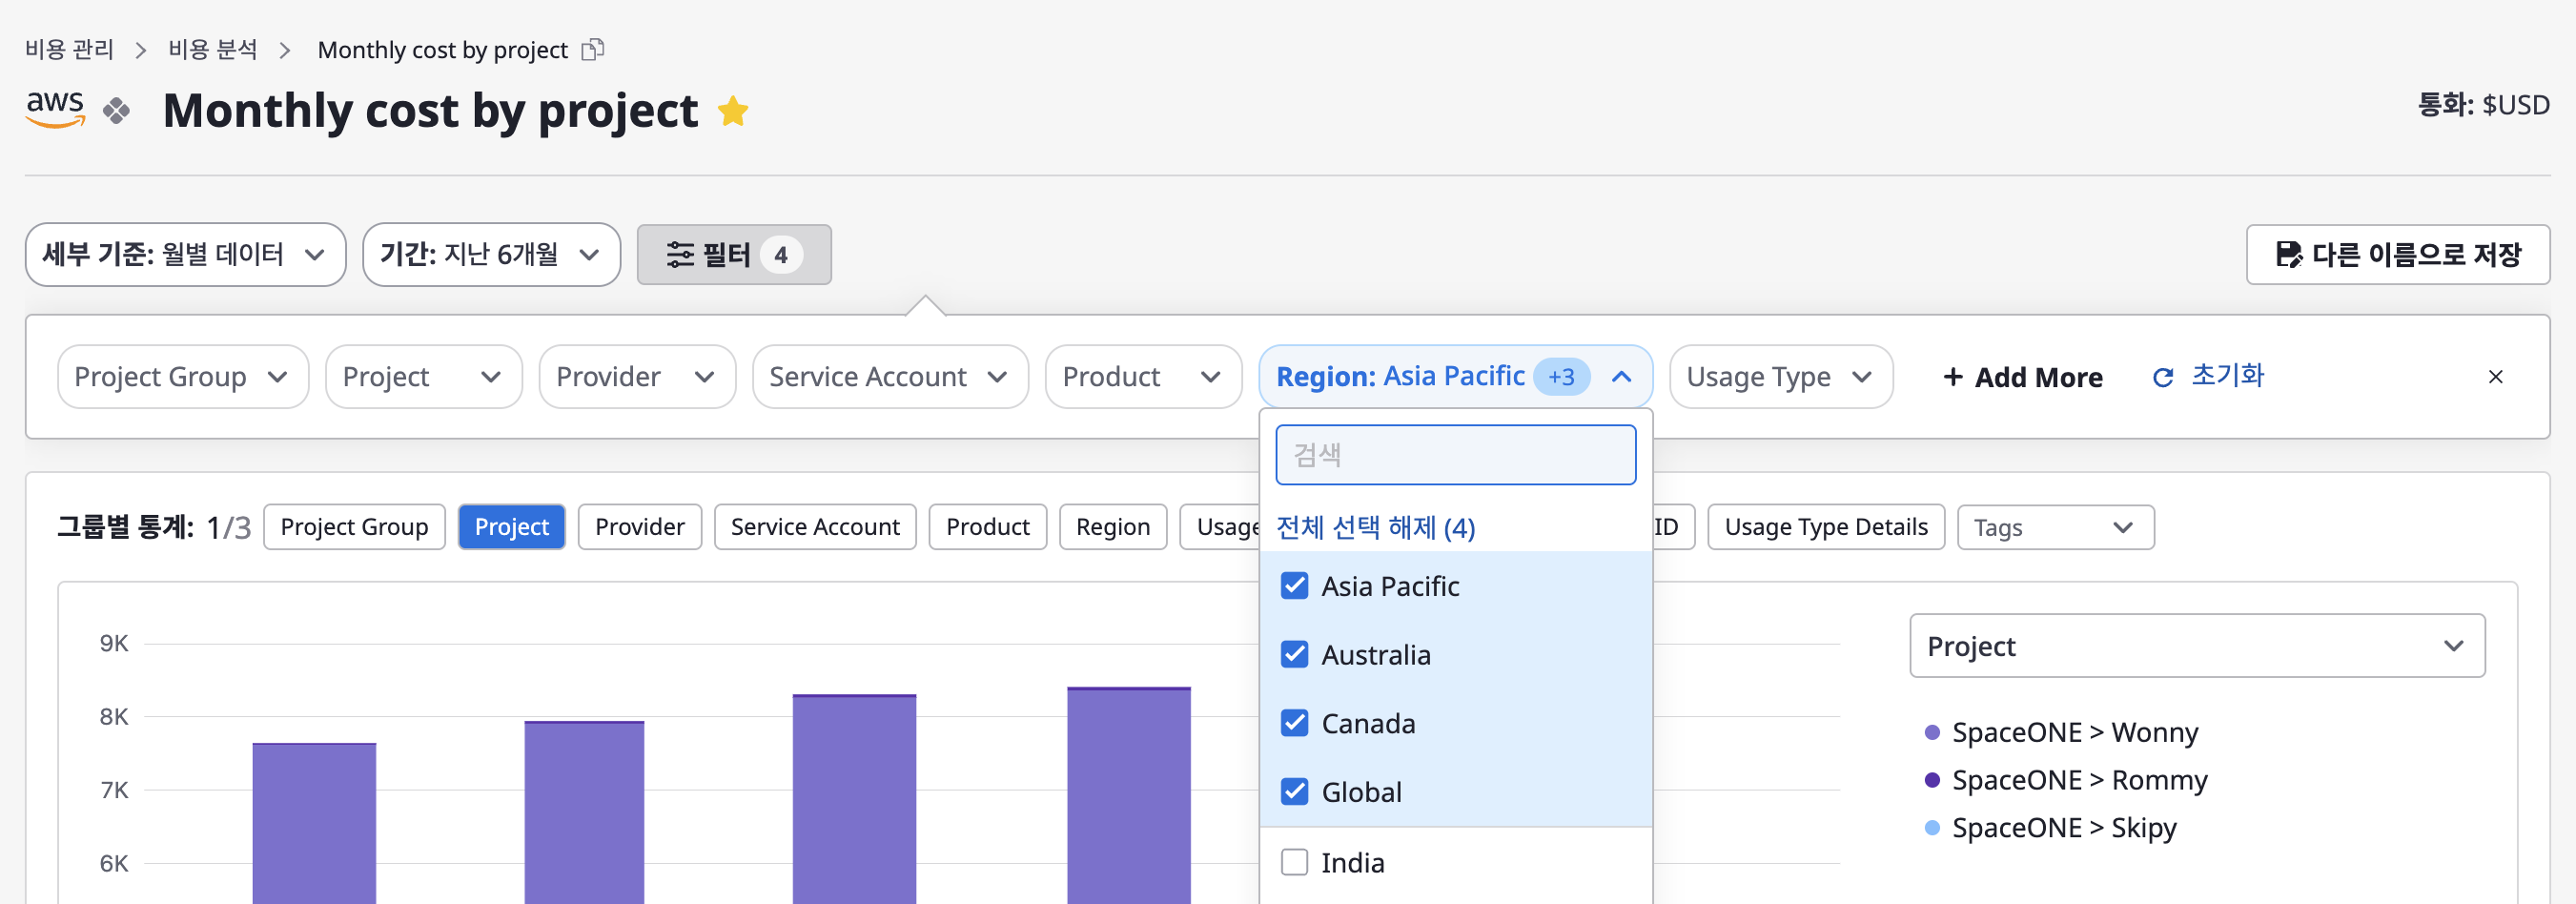 비용 관리 > 비용 분석 > Monthly cost by project
aws Monthly cost by project
통화: $USD
세부 기준: 월별 데이터 기간: 지난 6개월 필터 4 다른 이름으로 저장
Project Group Project Provider Service Account Product Region: Asia Pacific +3 Usage Type + Add More 초기화
검색
전체 선택 해제 (4)
Asia Pacific
Australia
Canada
Global
India
그룹별 통계: 1/3 Project Group Project Provider Service Account Product Region Usage ID Usage Type Details Tags
9K
8K
7K
6K
Project
SpaceONE > Wonny
SpaceONE > Rommy
SpaceONE > Skipy